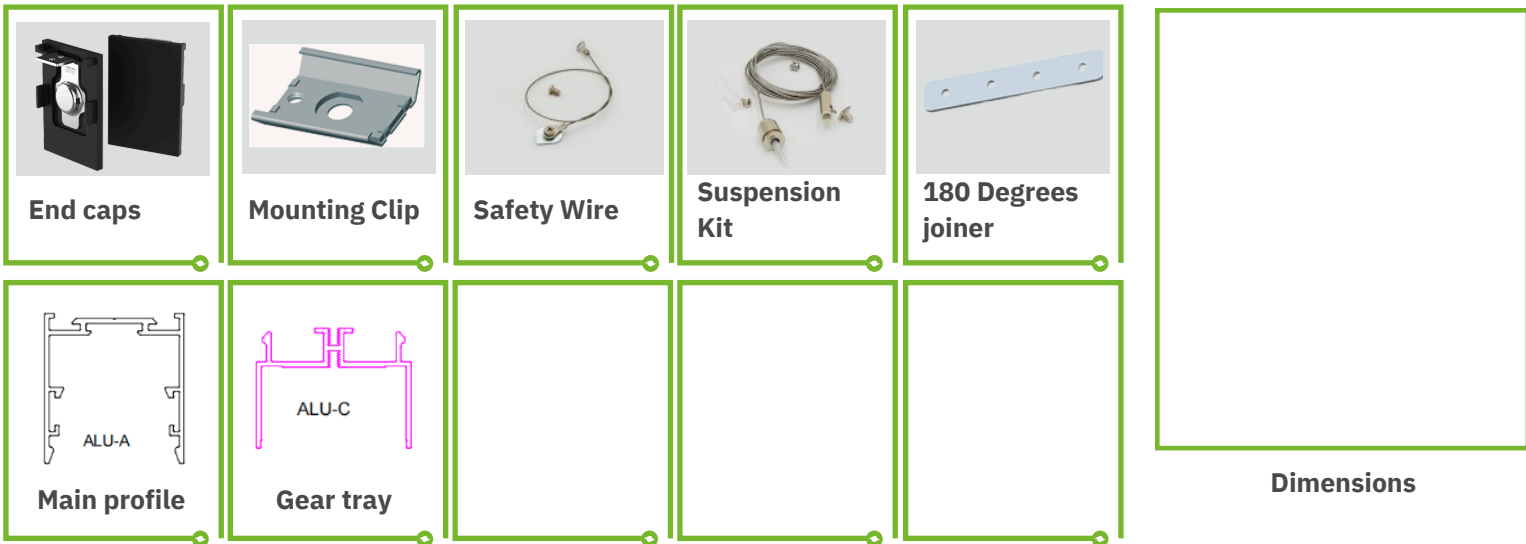 End caps
Mounting Clip
Safety Wire
Suspension
Kit
180 Degrees
joiner
ALU-A
Main profile
ALU-C
Gear tray
Dimensions